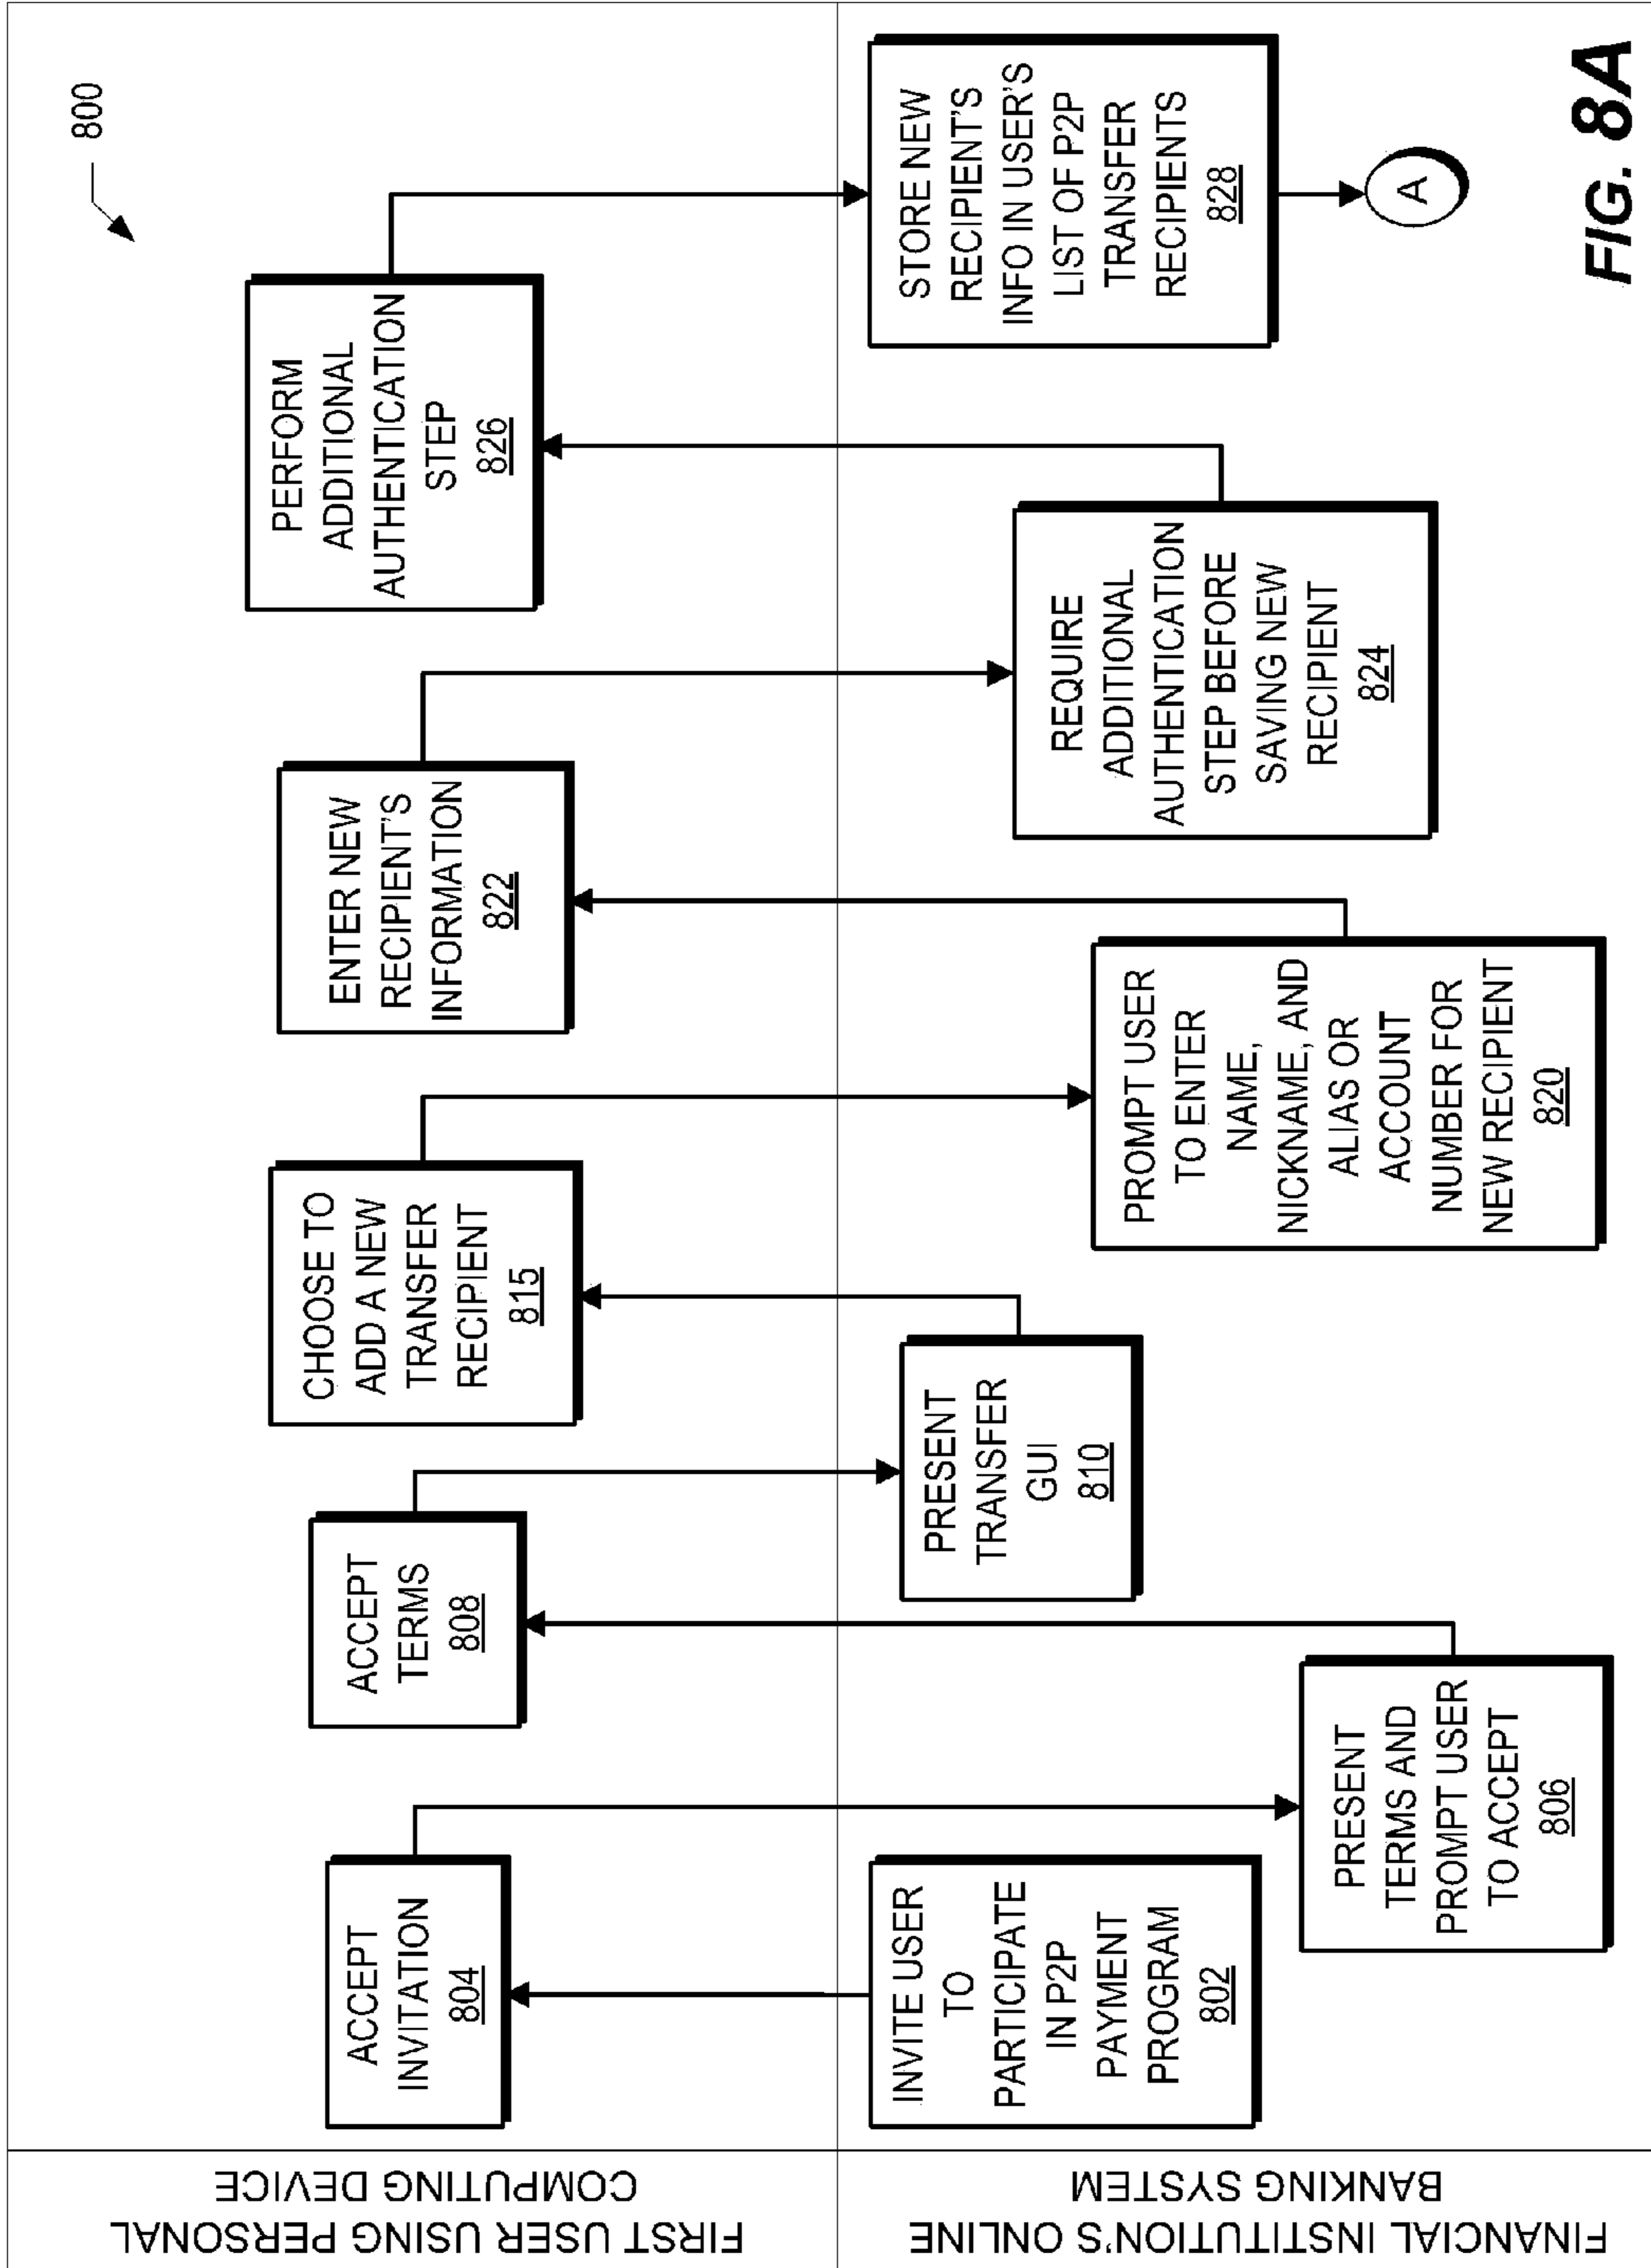 800
FIRST USER USING PERSONAL
COMPUTING DEVICE
FINANCIAL INSTITUTION'S ONLINE
BANKING SYSTEM
INVITE USER
TO
PARTICIPATE
IN P2P
PAYMENT
PROGRAM
802
ACCEPT
INVITATION
804
PRESENT
TERMS AND
PROMPT USER
TO ACCEPT
806
ACCEPT
TERMS
808
PRESENT
TRANSFER
GUI
810
CHOOSE TO
ADD A NEW
TRANSFER
RECIPIENT
815
PROMPT USER
TO ENTER
NAME,
NICKNAME, AND
ALIAS OR
ACCOUNT
NUMBER FOR
NEW RECIPIENT
820
ENTER NEW
RECIPIENT'S
INFORMATION
822
REQUIRE
ADDITIONAL
AUTHENTICATION
STEP BEFORE
SAVING NEW
RECIPIENT
824
PERFORM
ADDITIONAL
AUTHENTICATION
STEP
826
STORE NEW
RECIPIENT'S
INFO IN USER'S
LIST OF P2P
TRANSFER
RECIPIENTS
828
A
FIG. 8A